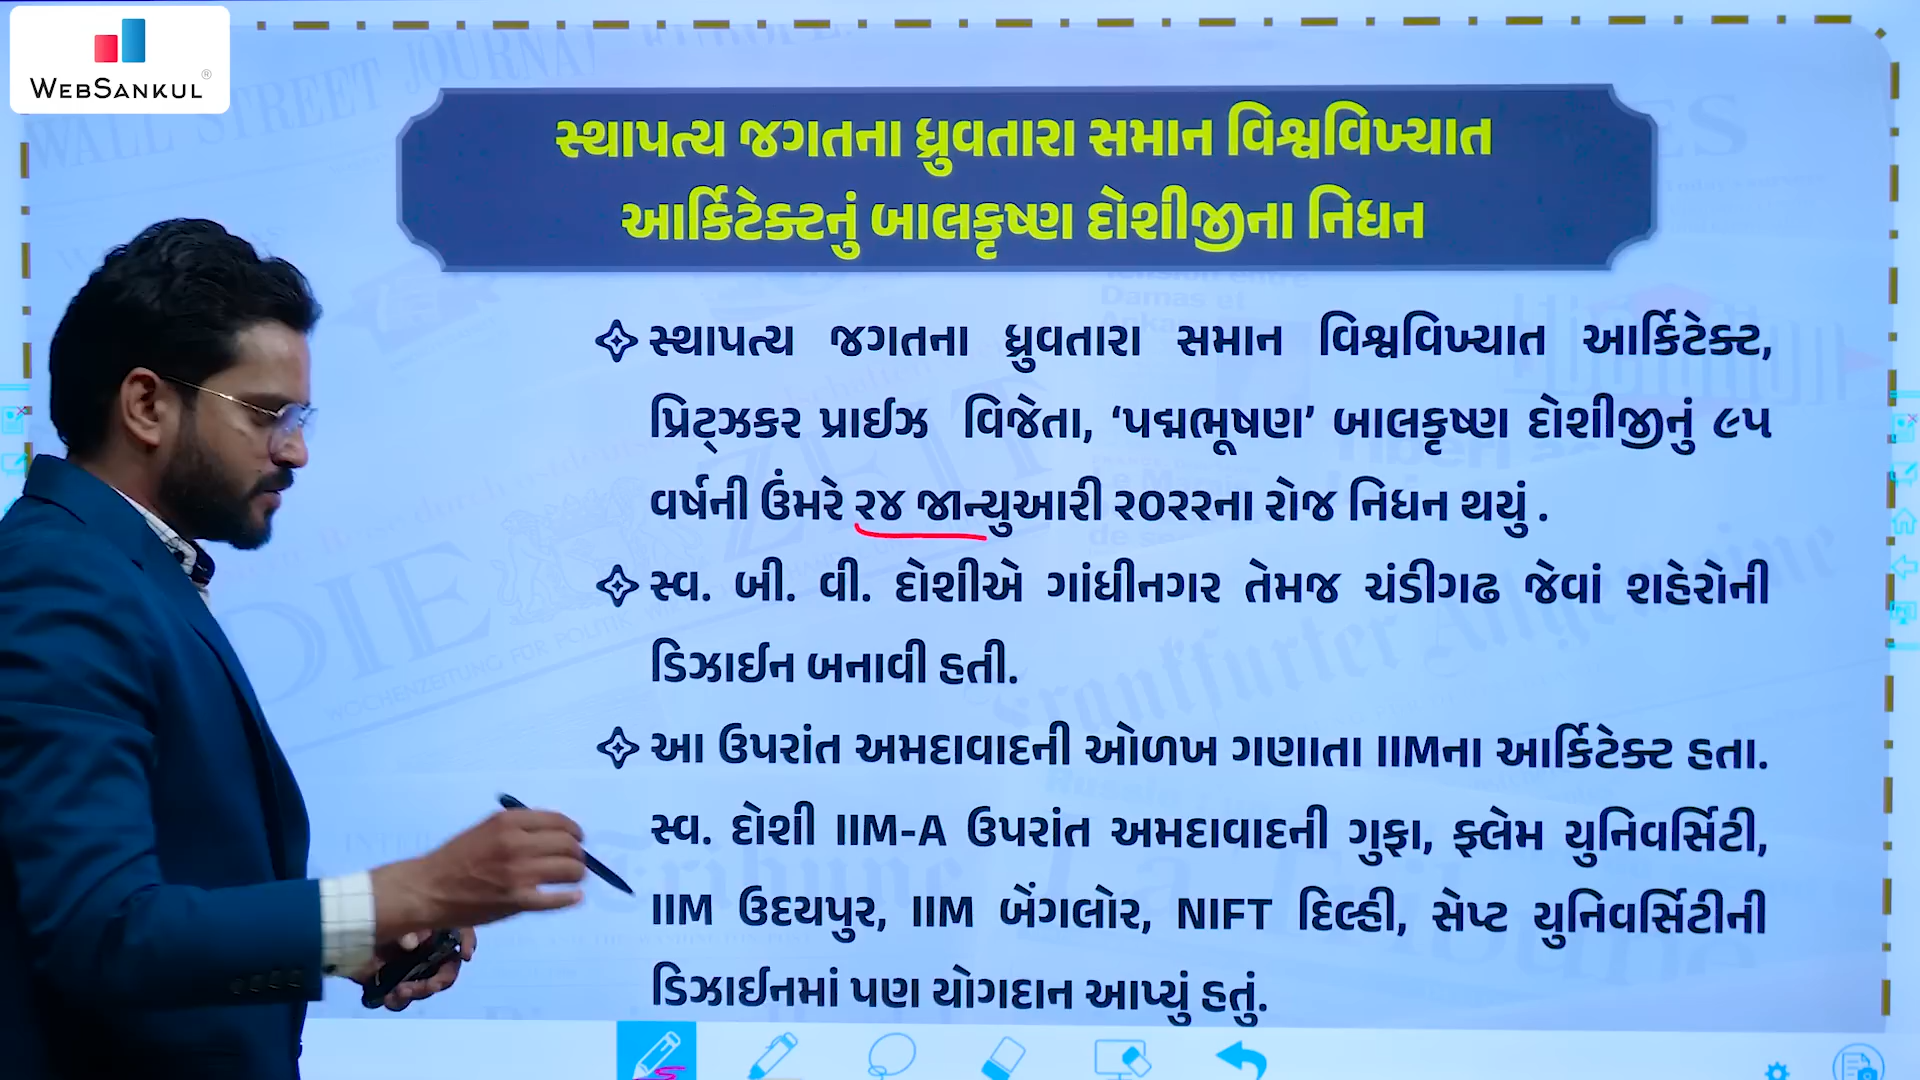 WEBSANKUL®
સ્થાપત્ય જગતના ધ્રુવતારા સમાન વિશ્વવિખ્યાત
આર્કિટેક્ટનું બાલકૃષ્ણ દોશીજીના નિધન
સ્થાપત્ય જગતના ધ્રુવતારા સમાન વિશ્વવિખ્યાત આર્કિટેક્ટ,
પ્રિટ્ઝકર પ્રાઈઝ વિજેતા, ‘પદ્મભૂષણ’ બાલકૃષ્ણ દોશીજીનું ૯૫
વર્ષની ઉંમરે ૨૪ જાન્યુઆરી ૨૦૨૨ના રોજ નિધન થયું .
સ્વ. બી. વી. દોશીએ ગાંધીનગર તેમજ ચંડીગઢ જેવાં શહેરોની
ડિઝાઈન બનાવી હતી.
આ ઉપરાંત અમદાવાદની ઓળખ ગણાતા IIMના આર્કિટેક્ટ હતા.
સ્વ. દોશી IIM-A ઉપરાંત અમદાવાદની ગુફા, ફ્લેમ યુનિવર્સિટી,
IIM ઉદયપુર, IIM બેંગલોર, NIFT દિલ્હી, સેપ્ટ યુનિવર્સિટીની
ડિઝાઈનમાં પણ યોગદાન આપ્યું હતું.